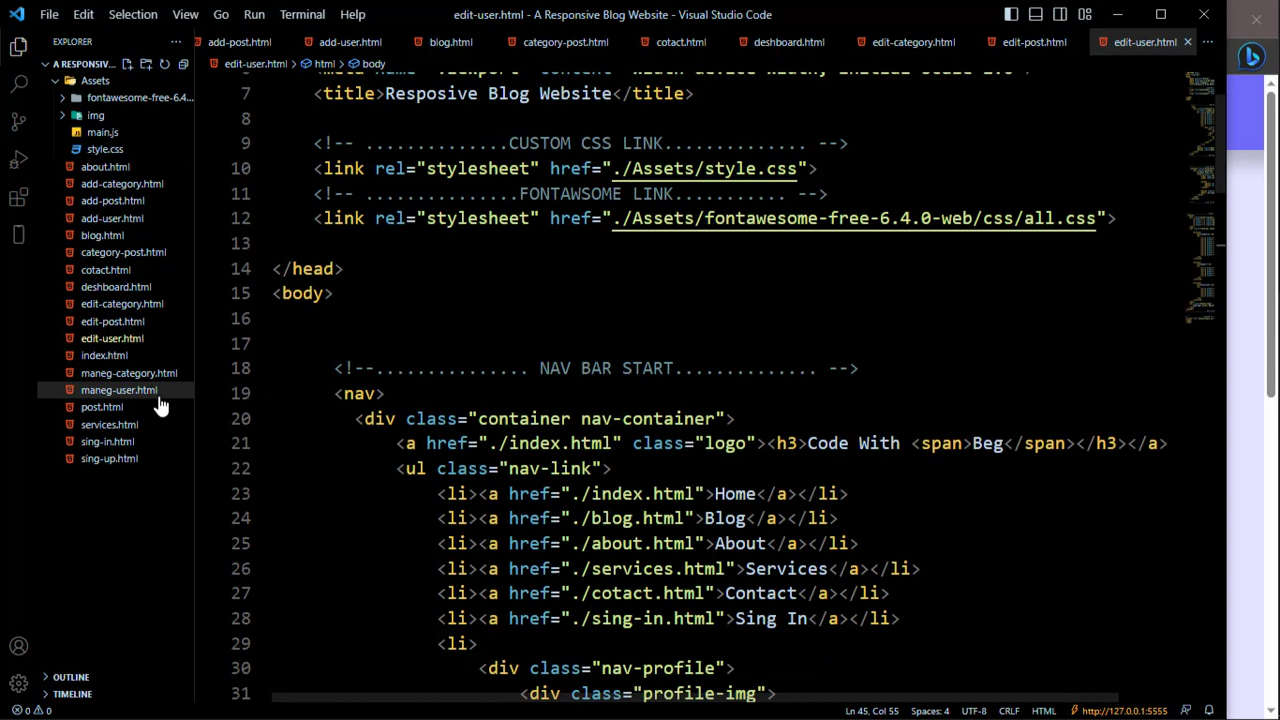 File Edit Selection View Go Run Terminal Help
edit-user.html - A Responsive Blog Website - Visual Studio Code
EXPLORER
A RESPONSIV...
Assets
fontawesome-free-6.4...
img
main.js
style.css
about.html
add-category.html
add-post.html
add-user.html
blog.html
category-post.html
cotact.html
deshboard.html
edit-category.html
edit-post.html
edit-user.html
index.html
maneg-category.html
maneg-user.html
post.html
services.html
sing-in.html
sing-up.html
OUTLINE
TIMELINE
add-post.html add-user.html blog.html category-post.html cotact.html deshboard.html edit-category.html edit-post.html edit-user.html
edit-user.html > html > body
7 <title>Resposive Blog Website</title>
8
9 <!-- ..............CUSTOM CSS LINK.............. -->
10 <link rel="stylesheet" href="./Assets/style.css">
11 <!-- ...............FONTAWSOME LINK........... -->
12 <link rel="stylesheet" href="./Assets/fontawesome-free-6.4.0-web/css/all.css">
13
14 </head>
15 <body>
16
17
18 <!--............... NAV BAR START.............. -->
19 <nav>
20 <div class="container nav-container">
21 <a href="./index.html" class="logo"><h3>Code With <span>Beg</span></h3></a>
22 <ul class="nav-link">
23 <li><a href="./index.html">Home</a></li>
24 <li><a href="./blog.html">Blog</a></li>
25 <li><a href="./about.html">About</a></li>
26 <li><a href="./services.html">Services</a></li>
27 <li><a href="./cotact.html">Contact</a></li>
28 <li><a href="./sing-in.html">Sing In</a></li>
29 <li>
30 <div class="nav-profile">
31 <div class="profile-img">
0 0 Ln 45, Col 55 Spaces: 4 UTF-8 CRLF HTML http://127.0.0.1:5555